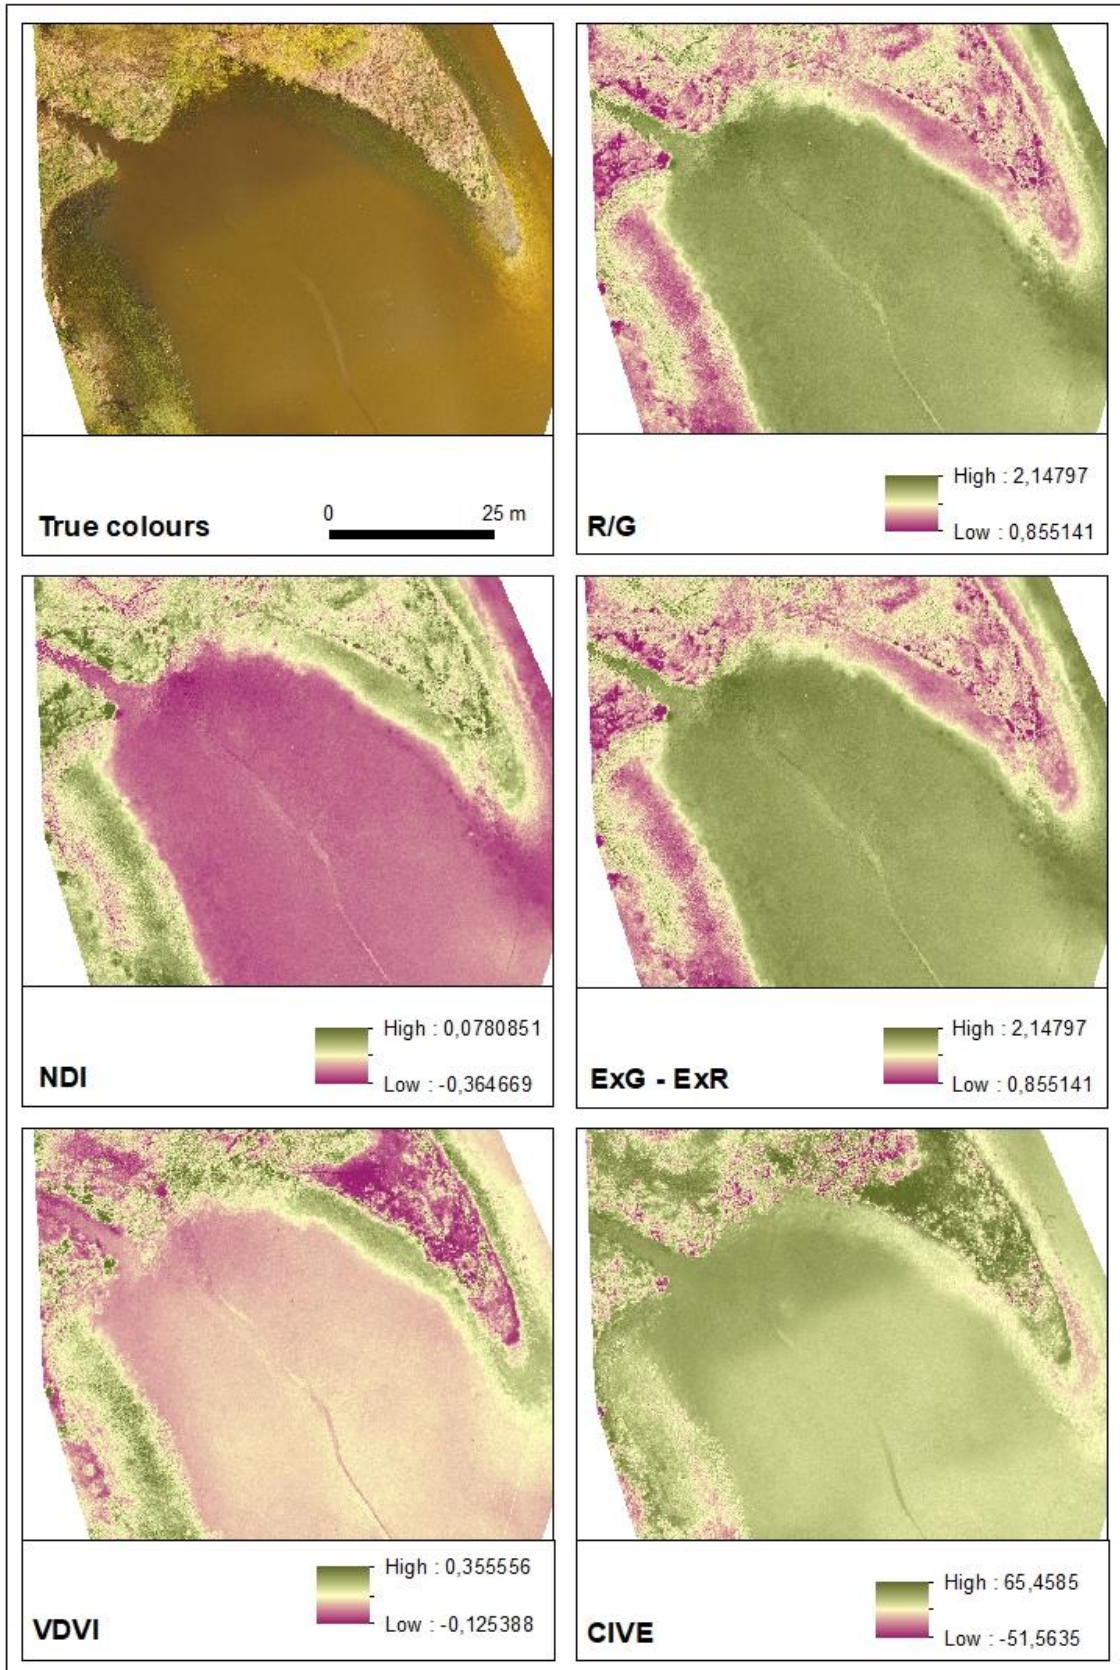 True colours
0 25 m
R/G
High : 2,14797
Low : 0,855141
NDI
High : 0,0780851
Low : -0,364669
ExG - ExR
High : 2,14797
Low : 0,855141
VDVI
High : 0,355556
Low : -0,125388
CIVE
High : 65,4585
Low : -51,5635